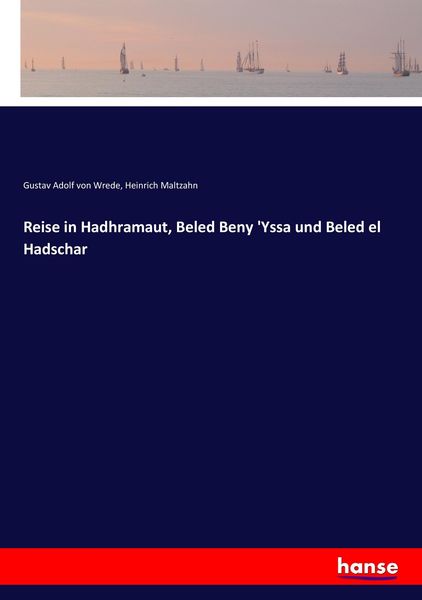 Gustav Adolf von Wrede, Heinrich Maltzahn
Reise in Hadhramaut, Beled Beny 'Yssa und Beled el
Hadschar
hanse